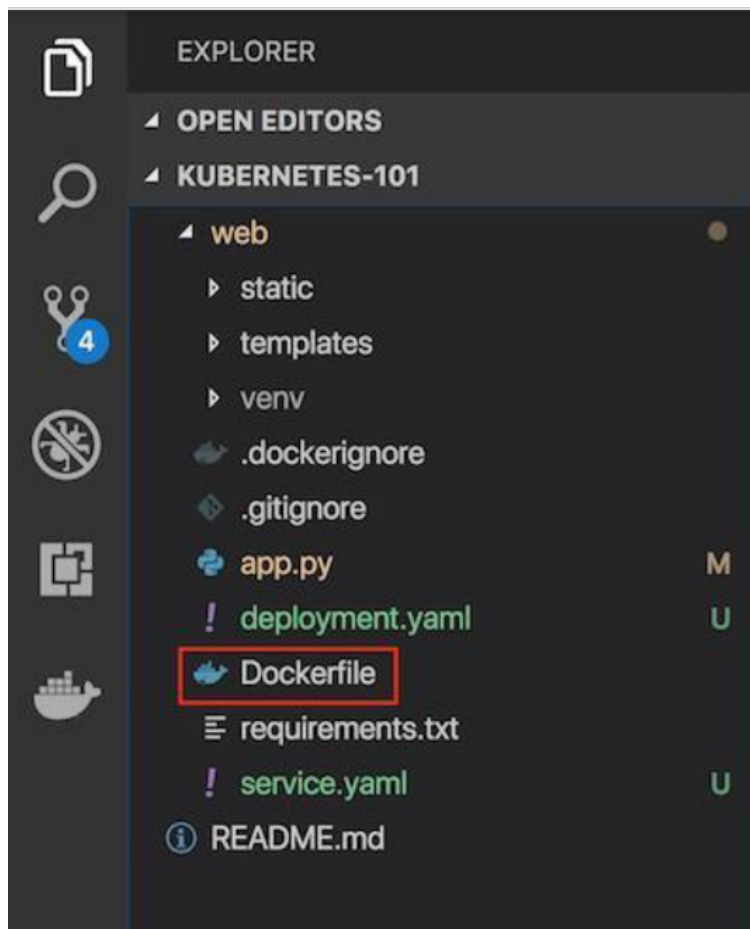 EXPLORER
OPEN EDITORS
KUBERNETES-101
web
static
templates
venv
4
.dockerignore
.gitignore
app.py M
deployment.yaml U
Dockerfile
requirements.txt
service.yaml U
README.md